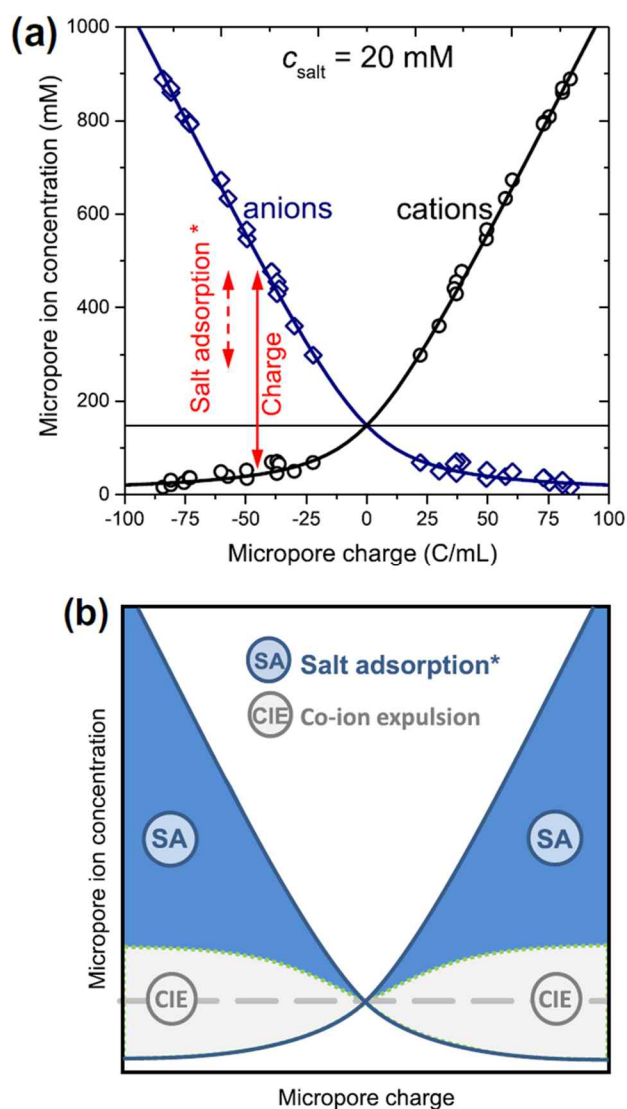 (a)
c_salt = 20 mM
anions
cations
Salt adsorption*
Charge
Micropore ion concentration (mM)
1000
800
600
400
200
0
-100 -75 -50 -25 0 25 50 75 100
Micropore charge (C/mL)
(b)
SA Salt adsorption*
CIE Co-ion expulsion
SA SA
CIE CIE
Micropore ion concentration
Micropore charge